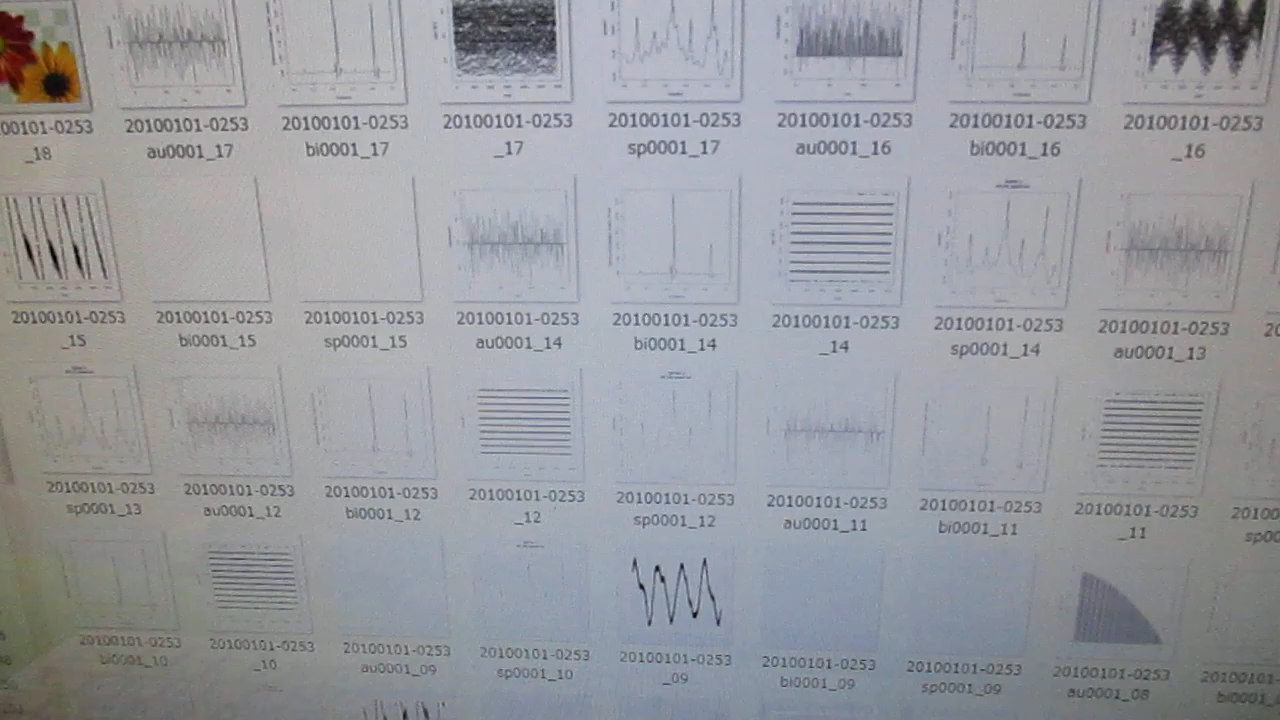 00101-0253
_18
20100101-0253
au0001_17
20100101-0253
bi0001_17
20100101-0253
_17
20100101-0253
sp0001_17
20100101-0253
au0001_16
20100101-0253
bi0001_16
20100101-0253
_16
20100101-0253
_15
20100101-0253
bi0001_15
20100101-0253
sp0001_15
20100101-0253
au0001_14
20100101-0253
bi0001_14
20100101-0253
_14
20100101-0253
sp0001_14
20100101-0253
au0001_13
20100101-0253
sp0001_13
20100101-0253
au0001_12
20100101-0253
bi0001_12
20100101-0253
_12
20100101-0253
sp0001_12
20100101-0253
au0001_11
20100101-0253
bi0001_11
20100101-0253
_11
20100
sp00
20100101-0253
bi0001_10
20100101-0253
_10
20100101-0253
au0001_09
20100101-0253
sp0001_10
20100101-0253
_09
20100101-0253
bi0001_09
20100101-0253
sp0001_09
20100101-0253
au0001_08
20100101-